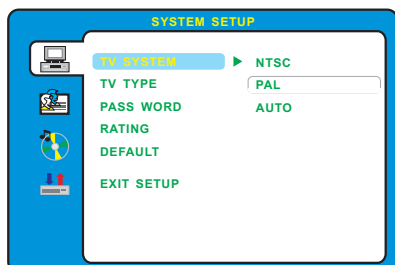 SYSTEM SETUP
TV SYSTEM NTSC
TV TYPE PAL
PASS WORD AUTO
RATING
DEFAULT
EXIT SETUP